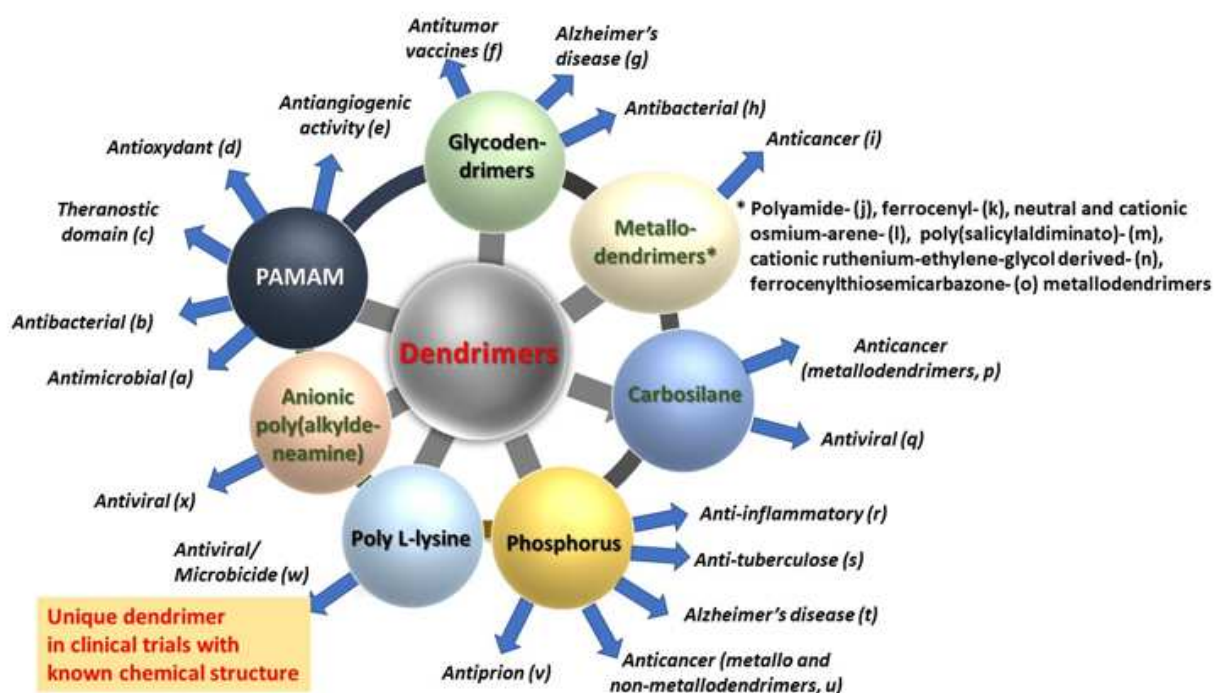 Antitumor
vaccines (f)
Alzheimer's
disease (g)
Antiangiogenic
activity (e)
Antibacterial (h)
Glycoden-
drimers
Antioxydant (d)
Anticancer (i)
Theranostic
domain (c)
* Polyamide- (j), ferrocenyl- (k), neutral and cationic
osmium-arene- (l), poly(salicylaldiminato)- (m),
cationic ruthenium-ethylene-glycol derived- (n),
ferrocenylthiosemicarbazone- (o) metallodendrimers
Metallo-
dendrimers*
PAMAM
Antibacterial (b)
Dendrimers
Antimicrobial (a)
Anticancer
(metallodendrimers, p)
Carbosilane
Anionic
poly(alkylde-
neamine)
Antiviral (q)
Antiviral (x)
Anti-inflammatory (r)
Poly L-lysine
Phosphorus
Antiviral/
Microbicide (w)
Anti-tuberculose (s)
Alzheimer's disease (t)
Unique dendrimer
in clinical trials with
known chemical structure
Antiprion (v)
Anticancer (metallo and
non-metallodendrimers, u)